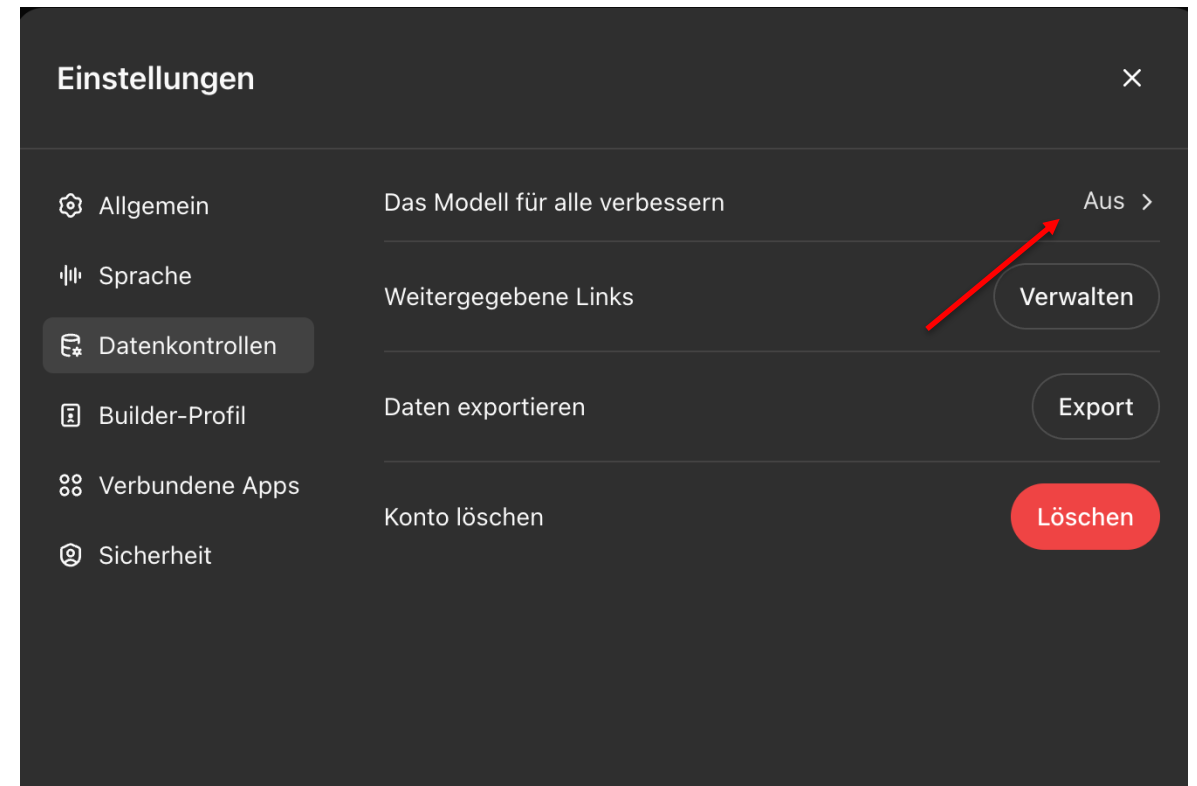 Einstellungen
Allgemein
Sprache
Datenkontrollen
Builder-Profil
Verbundene Apps
Sicherheit
Das Modell für alle verbessern
Aus
Weitergegebene Links
Verwalten
Daten exportieren
Export
Konto löschen
Löschen